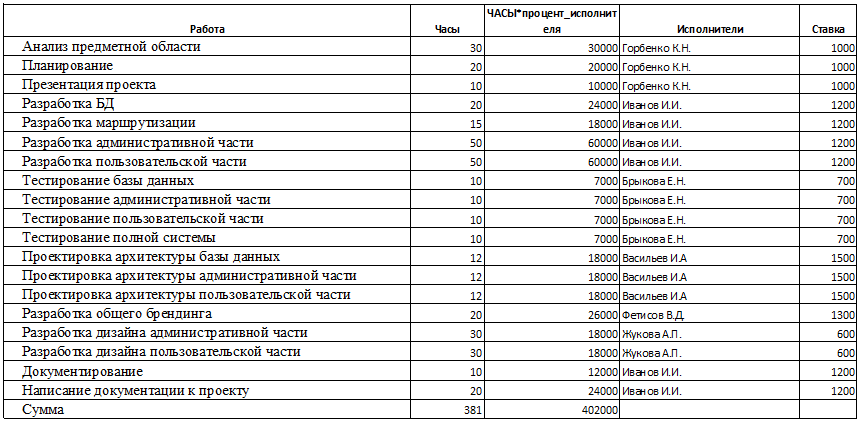 Работа Часы ЧАСЫ*процент_исполнит
еля Исполнители Ставка
Анализ предметной области 30 30000 Горбенко К.Н. 1000
Планирование 20 20000 Горбенко К.Н. 1000
Презентация проекта 10 10000 Горбенко К.Н. 1000
Разработка БД 20 24000 Иванов И.И. 1200
Разработка маршрутизации 15 18000 Иванов И.И. 1200
Разработка административной части 50 60000 Иванов И.И. 1200
Разработка пользовательской части 50 60000 Иванов И.И. 1200
Тестирование базы данных 10 7000 Брыкова Е.Н. 700
Тестирование административной части 10 7000 Брыкова Е.Н. 700
Тестирование пользовательской части 10 7000 Брыкова Е.Н. 700
Тестирование полной системы 10 7000 Брыкова Е.Н. 700
Проектировка архитектуры базы данных 12 18000 Васильев И.А 1500
Проектировка архитектуры административной части 12 18000 Васильев И.А 1500
Проектировка архитектуры пользовательской части 12 18000 Васильев И.А 1500
Разработка общего брендинга 20 26000 Фетисов В.Д. 1300
Разработка дизайна административной части 30 18000 Жукова А.П. 600
Разработка дизайна пользовательской части 30 18000 Жукова А.П. 600
Документирование 10 12000 Иванов И.И. 1200
Написание документации к проекту 20 24000 Иванов И.И. 1200
Сумма 381 402000